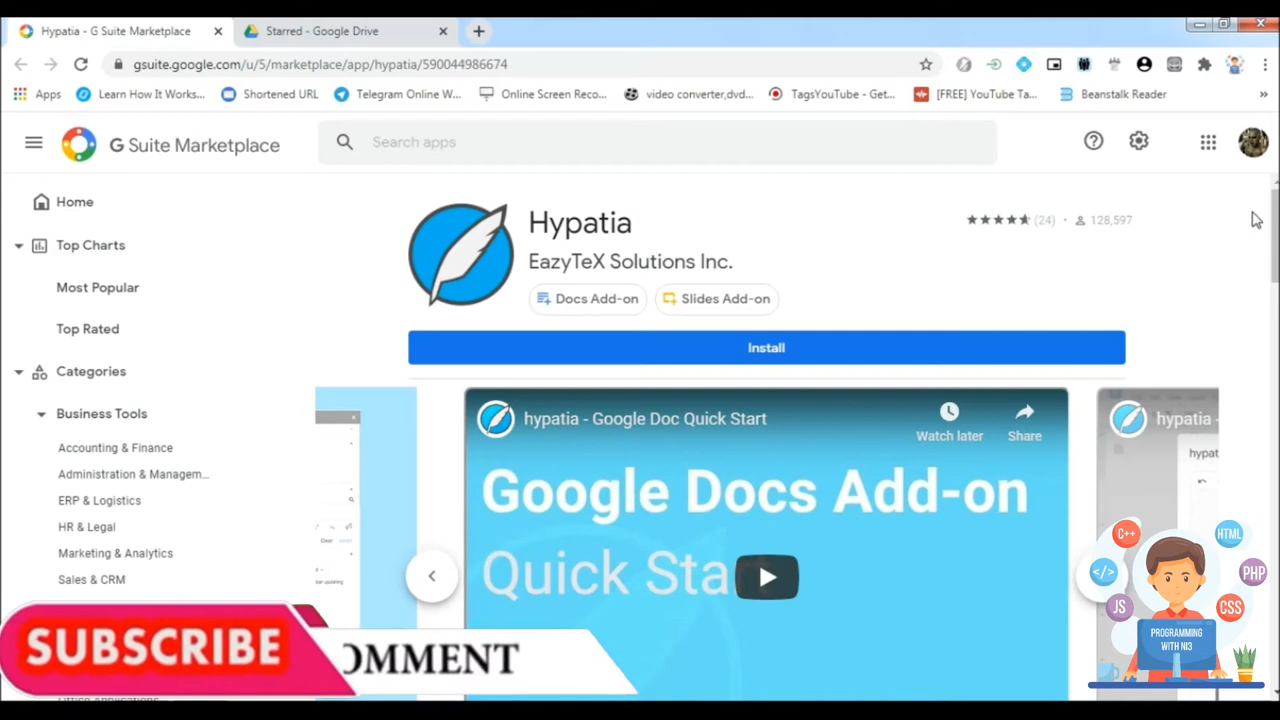 Hypatia - G Suite Marketplace
Starred - Google Drive
gsuite.google.com/u/5/marketplace/app/hypatia/590044986674
Apps
Learn How It Works...
Shortened URL
Telegram Online W...
Online Screen Reco...
video converter,dvd...
TagsYouTube - Get...
[FREE] YouTube Ta...
Beanstalk Reader
G Suite Marketplace
Search apps
Home
Top Charts
Most Popular
Top Rated
Categories
Business Tools
Accounting & Finance
Administration & Managem...
ERP & Logistics
HR & Legal
Marketing & Analytics
Sales & CRM
Hypatia
EazyTeX Solutions Inc.
Docs Add-on
Slides Add-on
(24)
128,597
Install
hypatia - Google Doc Quick Start
Watch later
Share
Google Docs Add-on
Quick Sta
hypatia -
hypat
Clear
SUBSCRIBE
OMMENT
C++
HTML
</>
PHP
JS
CSS
PROGRAMMING
WITH NI3